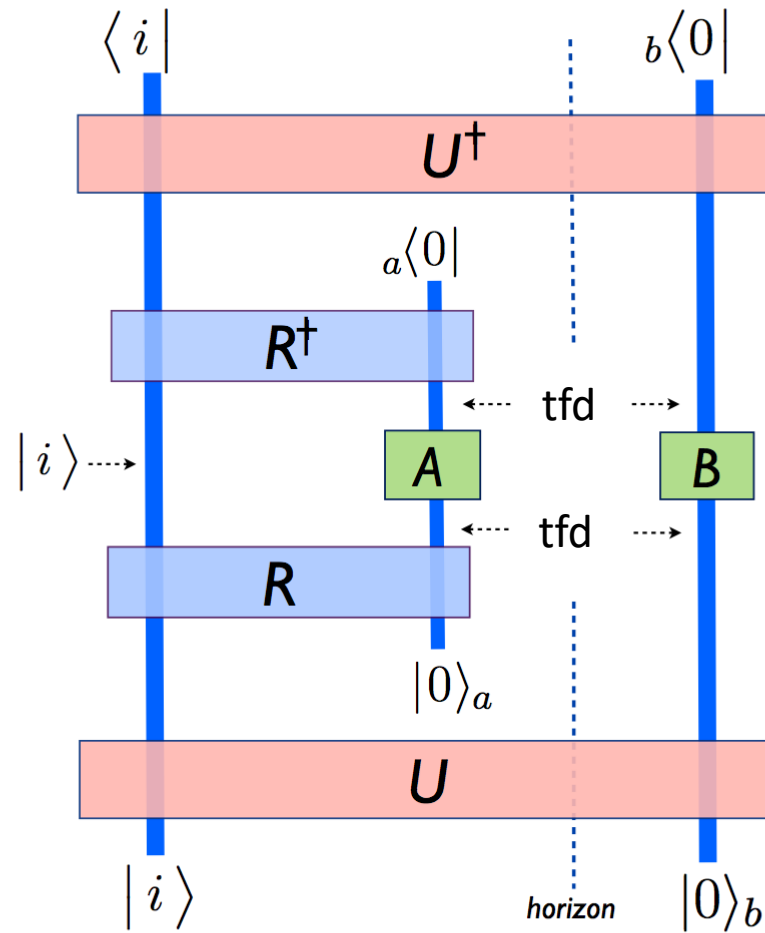 ⟨ i | b⟨0|
U†
a⟨0|
R†
tfd
| i ⟩ A B
tfd
R
|0⟩a
U
| i ⟩ horizon |0⟩b